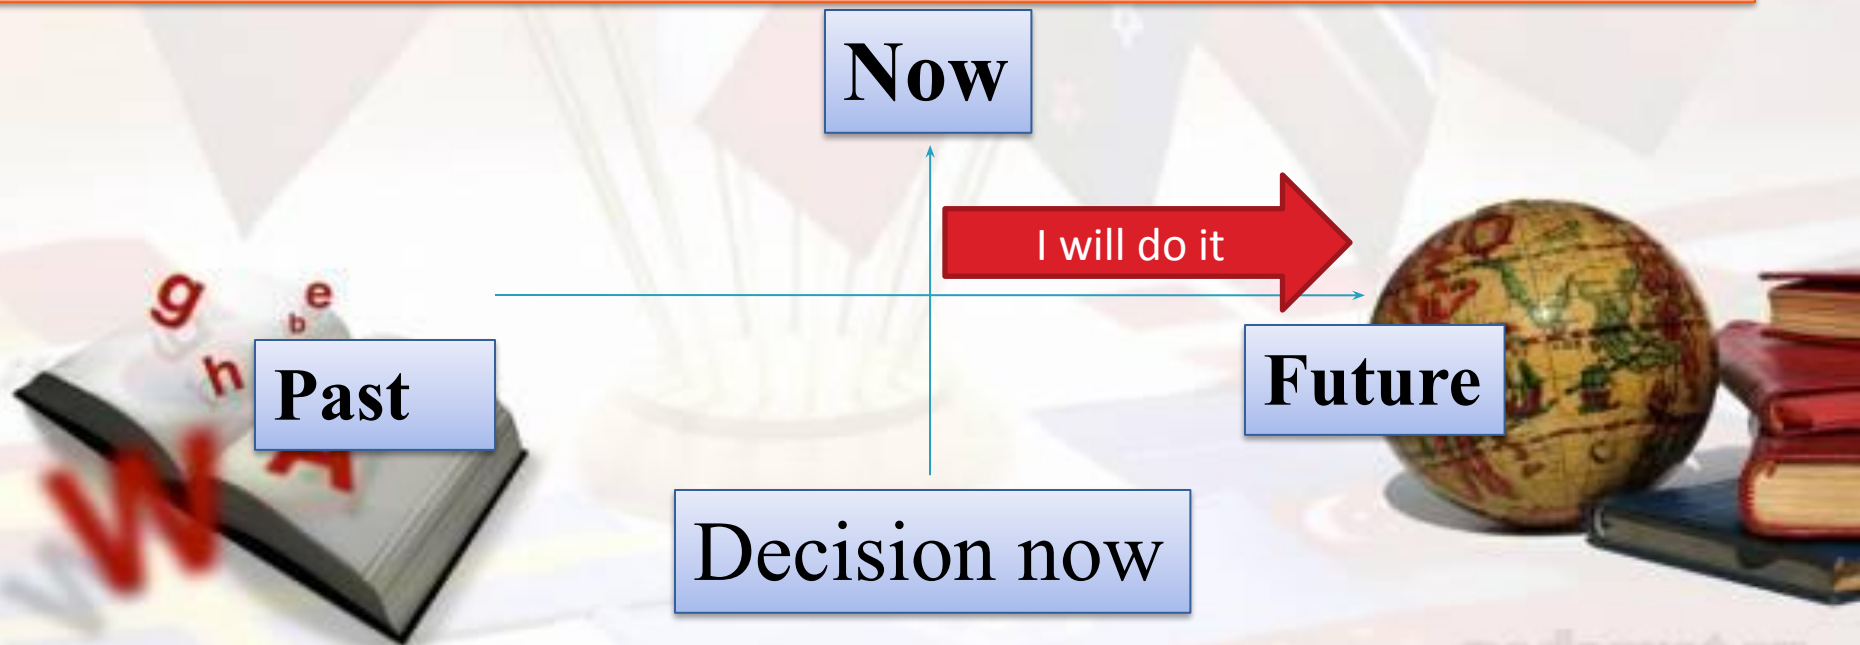 Now
I will do it
g
e
b
h
Past
Future
W
A
Decision now